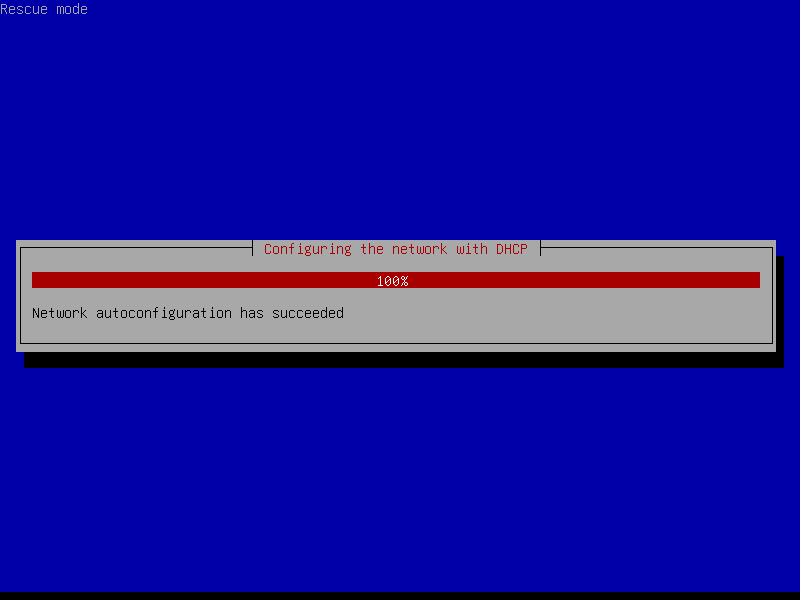 Rescue mode
Configuring the network with DHCP
100%
Network autoconfiguration has succeeded